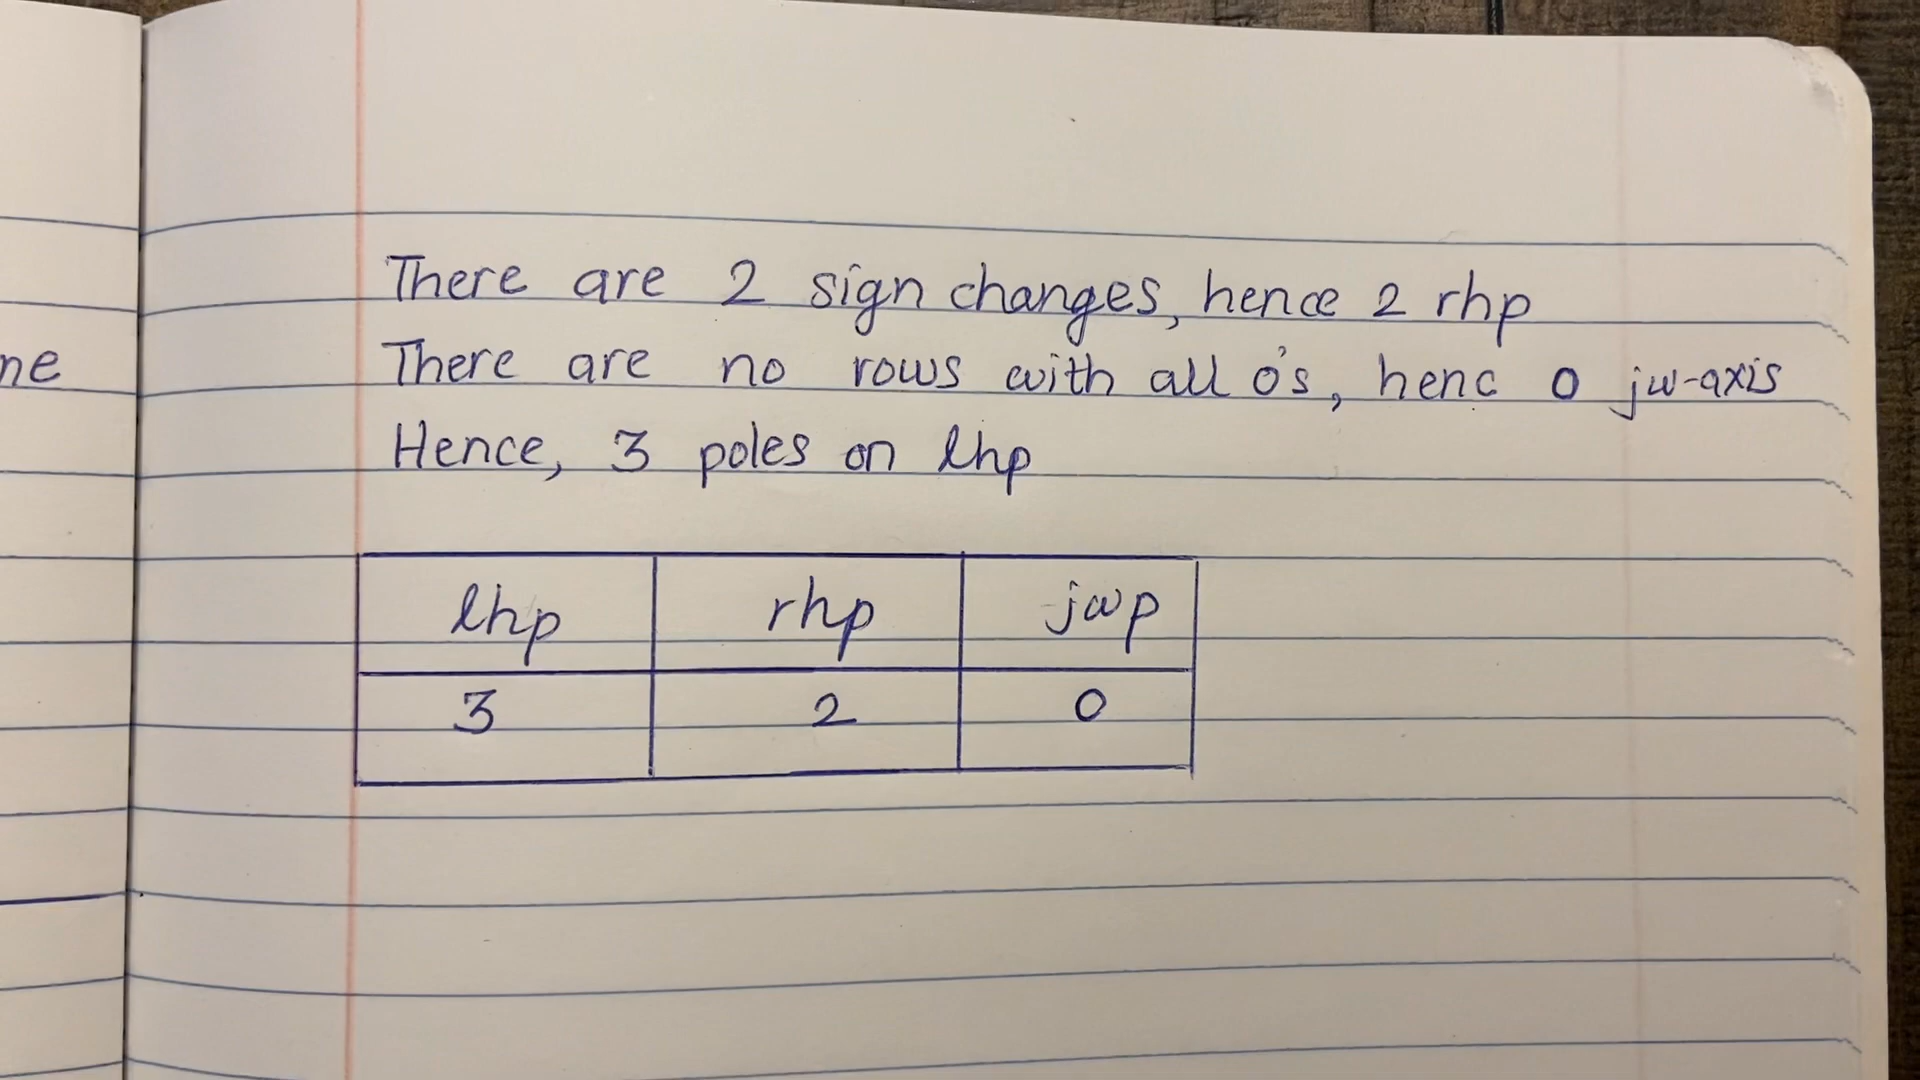 There are 2 sign changes, hence 2 rhp
ne
There are no rows with all 0's, henc 0 jw-axis
Hence, 3 poles on lhp
lhp rhp jωp
3 2 0